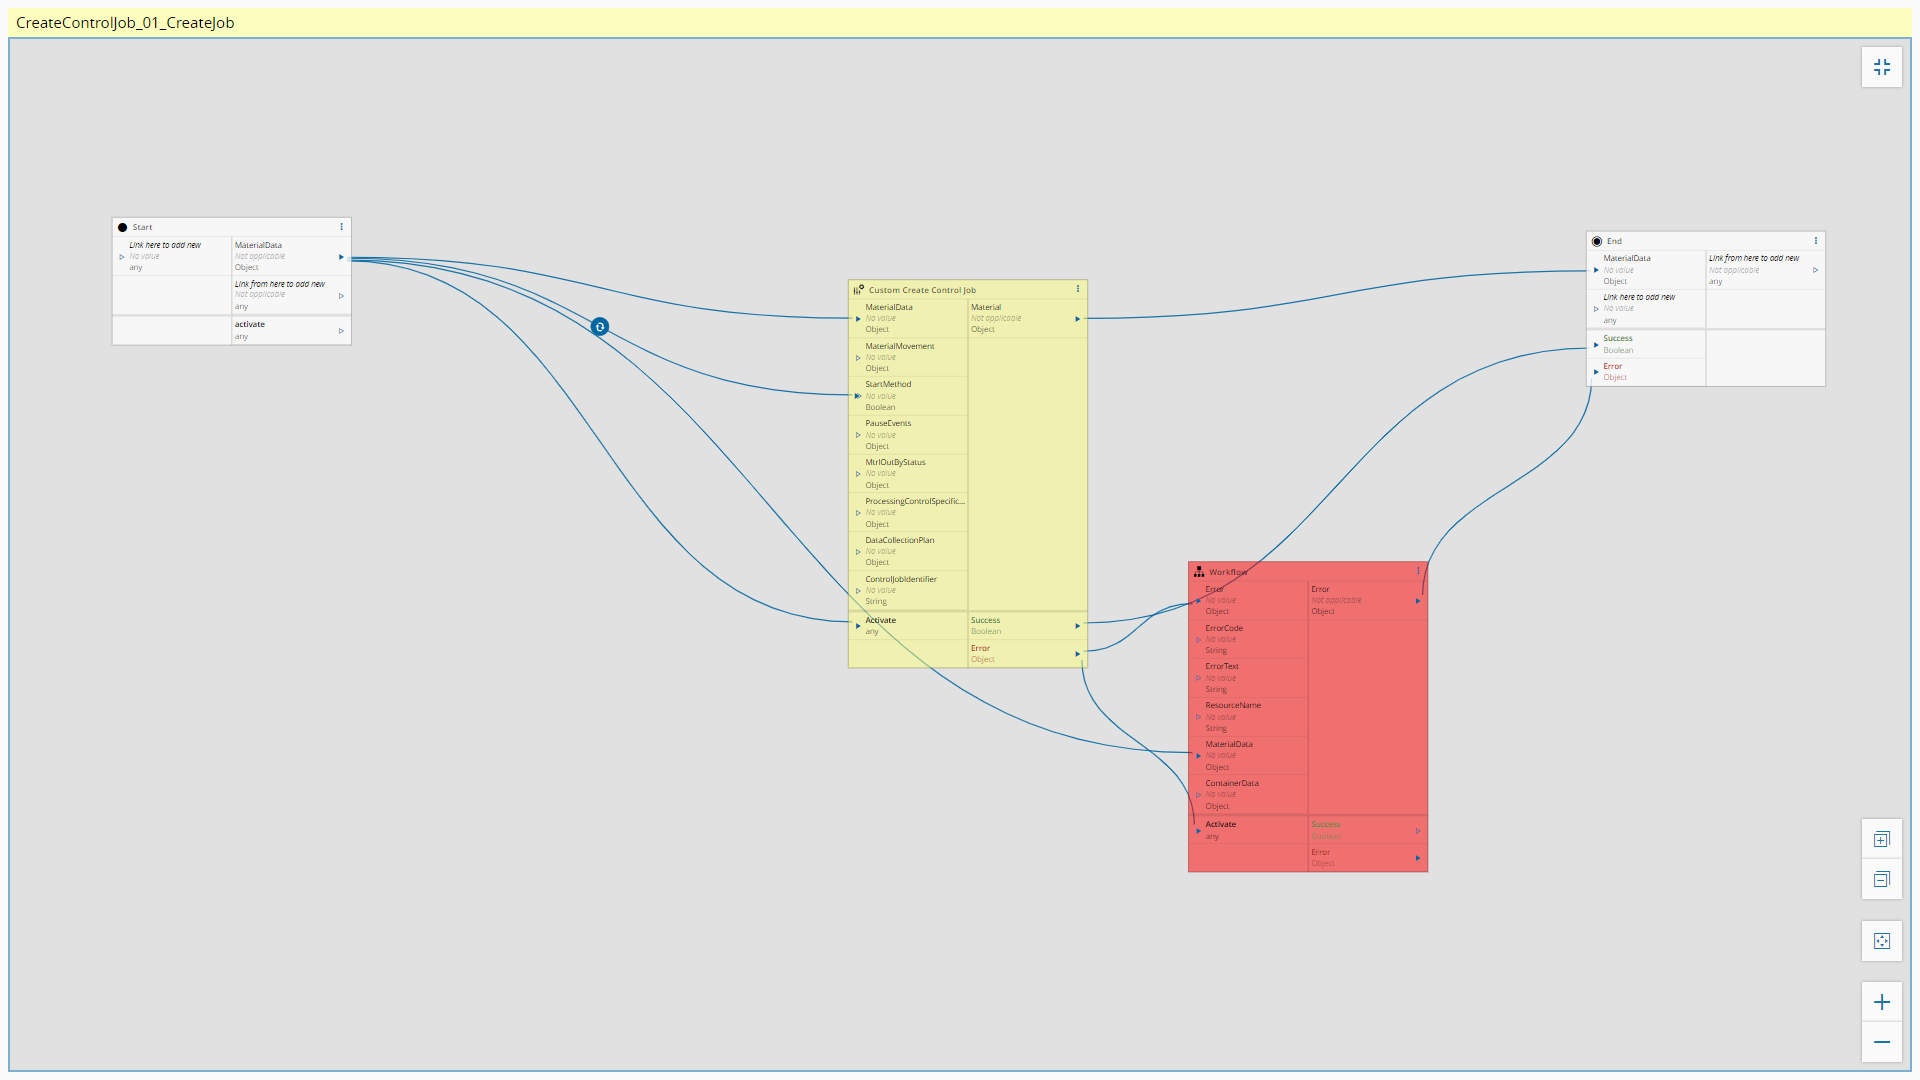 CreateControlJob_01_CreateJob
Start
Link here to add new
No value
any
MaterialData
Not applicable
Object
Link from here to add new
Not applicable
any
activate
any
Custom Create Control Job
MaterialData
No value
Object
MaterialMovement
No value
Object
StartMethod
No value
Boolean
PauseEvents
No value
Object
MtrlOutByStatus
No value
Object
ProcessingControlSpecific...
No value
Object
DataCollectionPlan
No value
Object
ControlJobIdentifier
No value
String
Activate
any
Material
Not applicable
Object
Success
Boolean
Error
Object
Workflow
Error
No value
Object
ErrorCode
No value
String
ErrorText
No value
String
ResourceName
No value
String
MaterialData
No value
Object
ContainerData
No value
Object
Activate
any
Error
Not applicable
Object
Success
Boolean
Error
Object
End
MaterialData
No value
Object
Link here to add new
No value
any
Success
Boolean
Error
Object
Link from here to add new
Not applicable
any